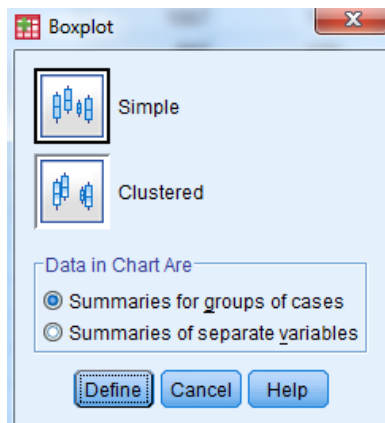 Boxplot
Simple
Clustered
Data in Chart Are
Summaries for groups of cases
Summaries of separate variables
Define Cancel Help